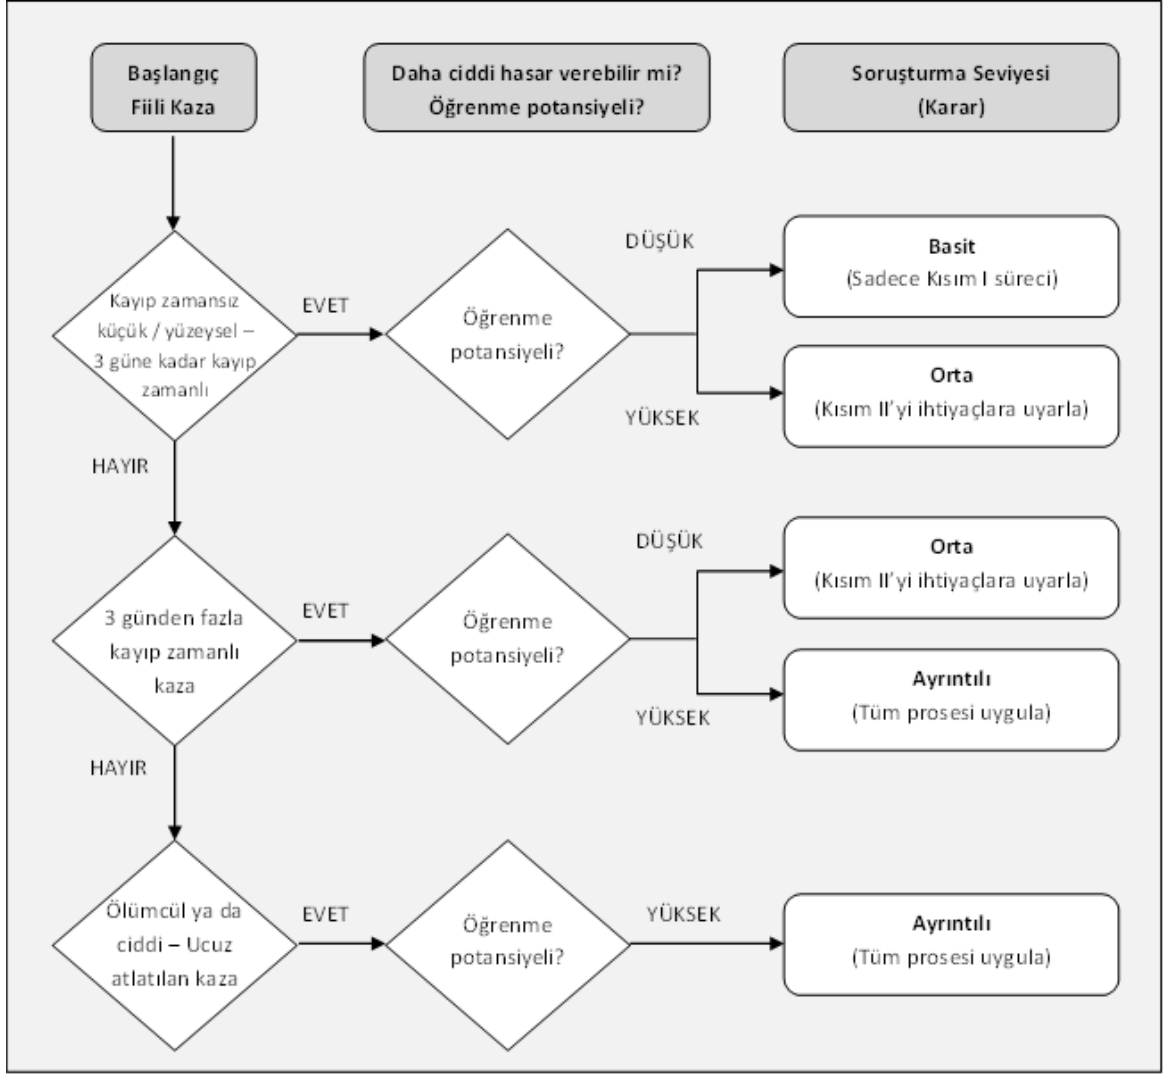 Başlangıç
Fiili Kaza
Daha ciddi hasar verebilir mi?
Öğrenme potansiyeli?
Soruşturma Seviyesi
(Karar)
Kayıp zamansız
küçük / yüzeysel –
3 güne kadar kayıp
zamanlı
EVET
Öğrenme
potansiyeli?
DÜŞÜK
Basit
(Sadece Kısım I süreci)
YÜKSEK
Orta
(Kısım II'yi ihtiyaçlara uyarla)
HAYIR
3 günden fazla
kayıp zamanlı
kaza
EVET
Öğrenme
potansiyeli?
DÜŞÜK
Orta
(Kısım II'yi ihtiyaçlara uyarla)
YÜKSEK
Ayrıntılı
(Tüm prosesi uygula)
HAYIR
Ölümcül ya da
ciddi – Ucuz
atlatılan kaza
EVET
Öğrenme
potansiyeli?
YÜKSEK
Ayrıntılı
(Tüm prosesi uygula)